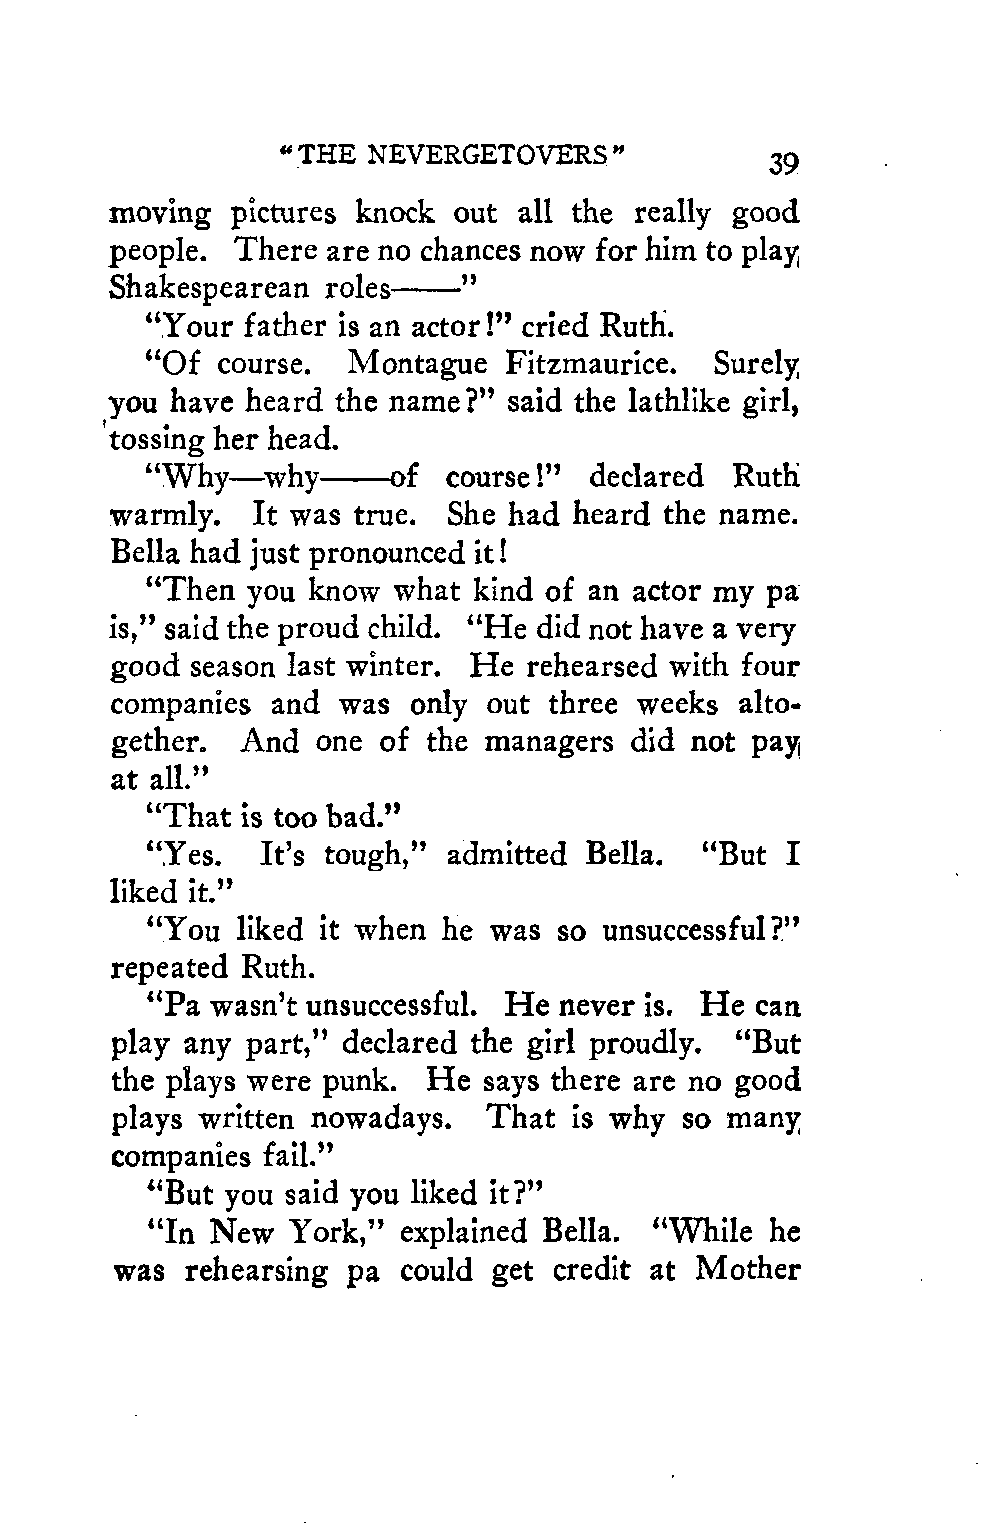 "THE NEVERGETOVERS" 39
moving pictures knock out all the really good
people. There are no chances now for him to play
Shakespearean roles——"
"Your father is an actor!" cried Ruth.
"Of course. Montague Fitzmaurice. Surely
you have heard the name?" said the lathlike girl,
tossing her head.
"Why—why——of course!" declared Ruth
warmly. It was true. She had heard the name.
Bella had just pronounced it!
"Then you know what kind of an actor my pa
is," said the proud child. "He did not have a very
good season last winter. He rehearsed with four
companies and was only out three weeks alto-
gether. And one of the managers did not pay
at all."
"That is too bad."
"Yes. It's tough," admitted Bella. "But I
liked it."
"You liked it when he was so unsuccessful?"
repeated Ruth.
"Pa wasn't unsuccessful. He never is. He can
play any part," declared the girl proudly. "But
the plays were punk. He says there are no good
plays written nowadays. That is why so many
companies fail."
"But you said you liked it?"
"In New York," explained Bella. "While he
was rehearsing pa could get credit at Mother